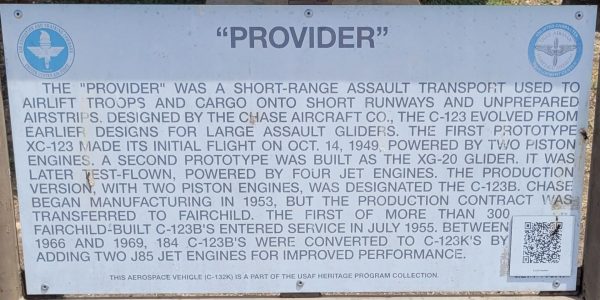 "PROVIDER"
THE "PROVIDER" WAS A SHORT-RANGE ASSAULT TRANSPORT USED TO
AIRLIFT TROOPS AND CARGO ONTO SHORT RUNWAYS AND UNPREPARED
AIRSTRIPS. DESIGNED BY THE CHASE AIRCRAFT CO., THE C-123 EVOLVED FROM
EARLIER DESIGNS FOR LARGE ASSAULT GLIDERS. THE FIRST PROTOTYPE
XC-123 MADE ITS INITIAL FLIGHT ON OCT. 14, 1949, POWERED BY TWO PISTON
ENGINES. A SECOND PROTOTYPE WAS BUILT AS THE XG-20 GLIDER. IT WAS
LATER TEST-FLOWN, POWERED BY FOUR JET ENGINES. THE PRODUCTION
VERSION, WITH TWO PISTON ENGINES, WAS DESIGNATED THE C-123B. CHASE
BEGAN MANUFACTURING IN 1953, BUT THE PRODUCTION CONTRACT WAS
TRANSFERRED TO FAIRCHILD. THE FIRST OF MORE THAN 300
FAIRCHILD-BUILT C-123B'S ENTERED SERVICE IN JULY 1955. BETWEEN
1966 AND 1969, 184 C-123B'S WERE CONVERTED TO C-123K'S BY
ADDING TWO J85 JET ENGINES FOR IMPROVED PERFORMANCE.
THIS AEROSPACE VEHICLE (C-132K) IS A PART OF THE USAF HERITAGE PROGRAM COLLECTION.